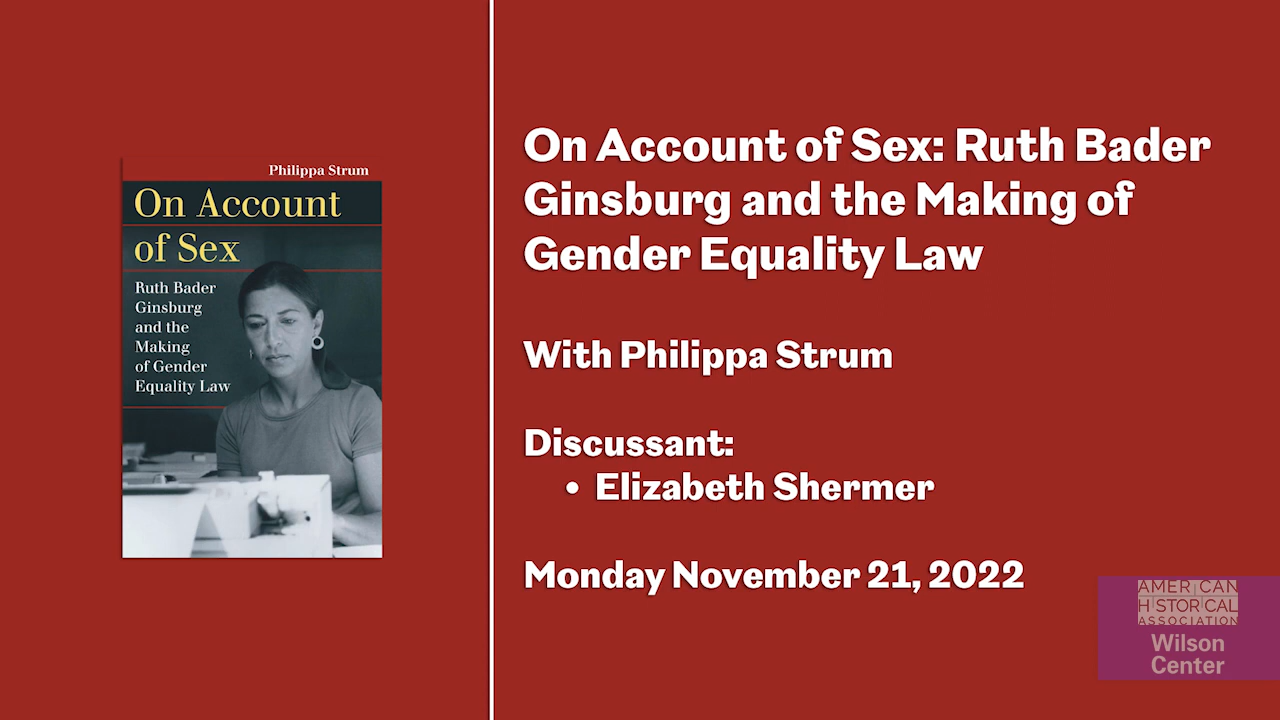 Philippa Strum
On Account
of Sex
Ruth Bader
Ginsburg
and the
Making
of Gender
Equality Law
On Account of Sex: Ruth Bader
Ginsburg and the Making of
Gender Equality Law
With Philippa Strum
Discussant:
• Elizabeth Shermer
Monday November 21, 2022
AMERICAN
HISTORICAL
ASSOCIATION
Wilson
Center